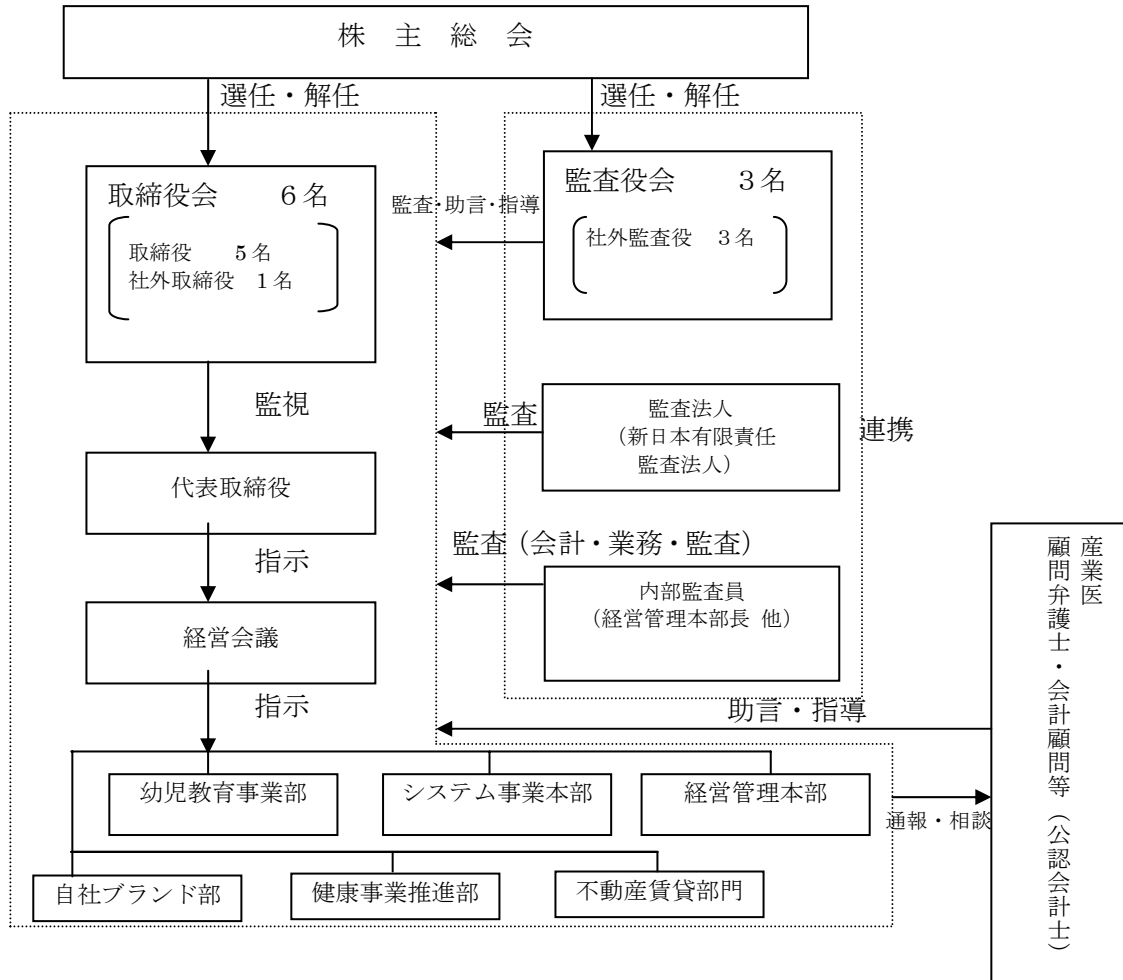 株 主 総 会
選任・解任
選任・解任
取締役会 6名
取締役 5名
社外取締役 1名
監査・助言・指導
監査役会 3名
社外監査役 3名
監視
監査
監査法人
(新日本有限責任
監査法人)
連携
代表取締役
指示
監査(会計・業務・監査)
内部監査員
(経営管理本部長 他)
経営会議
指示
助言・指導
幼児教育事業部
システム事業本部
経営管理本部
通報・相談
自社ブランド部
健康事業推進部
不動産賃貸部門
産業医
顧問弁護士・会計顧問等(公認会計士)